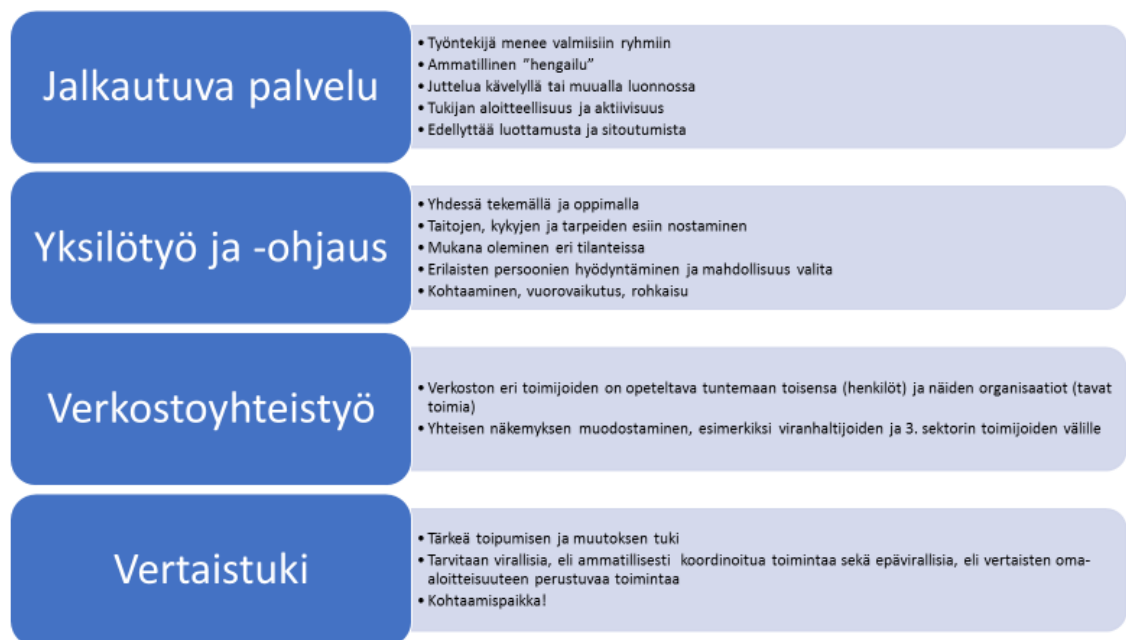 Jalkautuva palvelu
• Työntekijä menee valmiisiin ryhmiin
• Ammatillinen ”hengailu”
• Juttelua kävelyllä tai muualla luonnossa
• Tukijan aloitteellisuus ja aktiivisuus
• Edellyttää luottamusta ja sitoutumista
Yksilötyö ja -ohjaus
• Yhdessä tekemällä ja oppimalla
• Taitojen, kykyjen ja tarpeiden esiin nostaminen
• Mukana oleminen eri tilanteissa
• Erilaisten persoonien hyödyntäminen ja mahdollisuus valita
• Kohtaaminen, vuorovaikutus, rohkaisu
Verkostoyhteistyö
• Verkoston eri toimijoiden on opeteltava tuntemaan toisensa (henkilöt) ja näiden organisaatiot (tavat
toimia)
• Yhteisen näkemyksen muodostaminen, esimerkiksi viranhaltijoiden ja 3. sektorin toimijoiden välille
Vertaistuki
• Tärkeä toipumisen ja muutoksen tuki
• Tarvitaan virallisia, eli ammatillisesti koordinoitua toimintaa sekä epävirallisia, eli vertaisten oma-
aloitteisuuteen perustuvaa toimintaa
• Kohtaamispaikka!